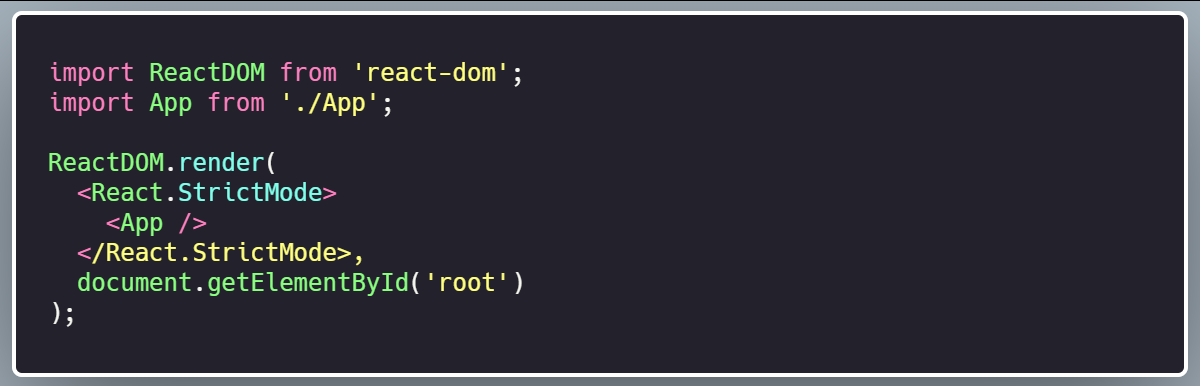 import ReactDOM from 'react-dom';
import App from './App';

ReactDOM.render(
  <React.StrictMode>
    <App />
  </React.StrictMode>,
  document.getElementById('root')
);